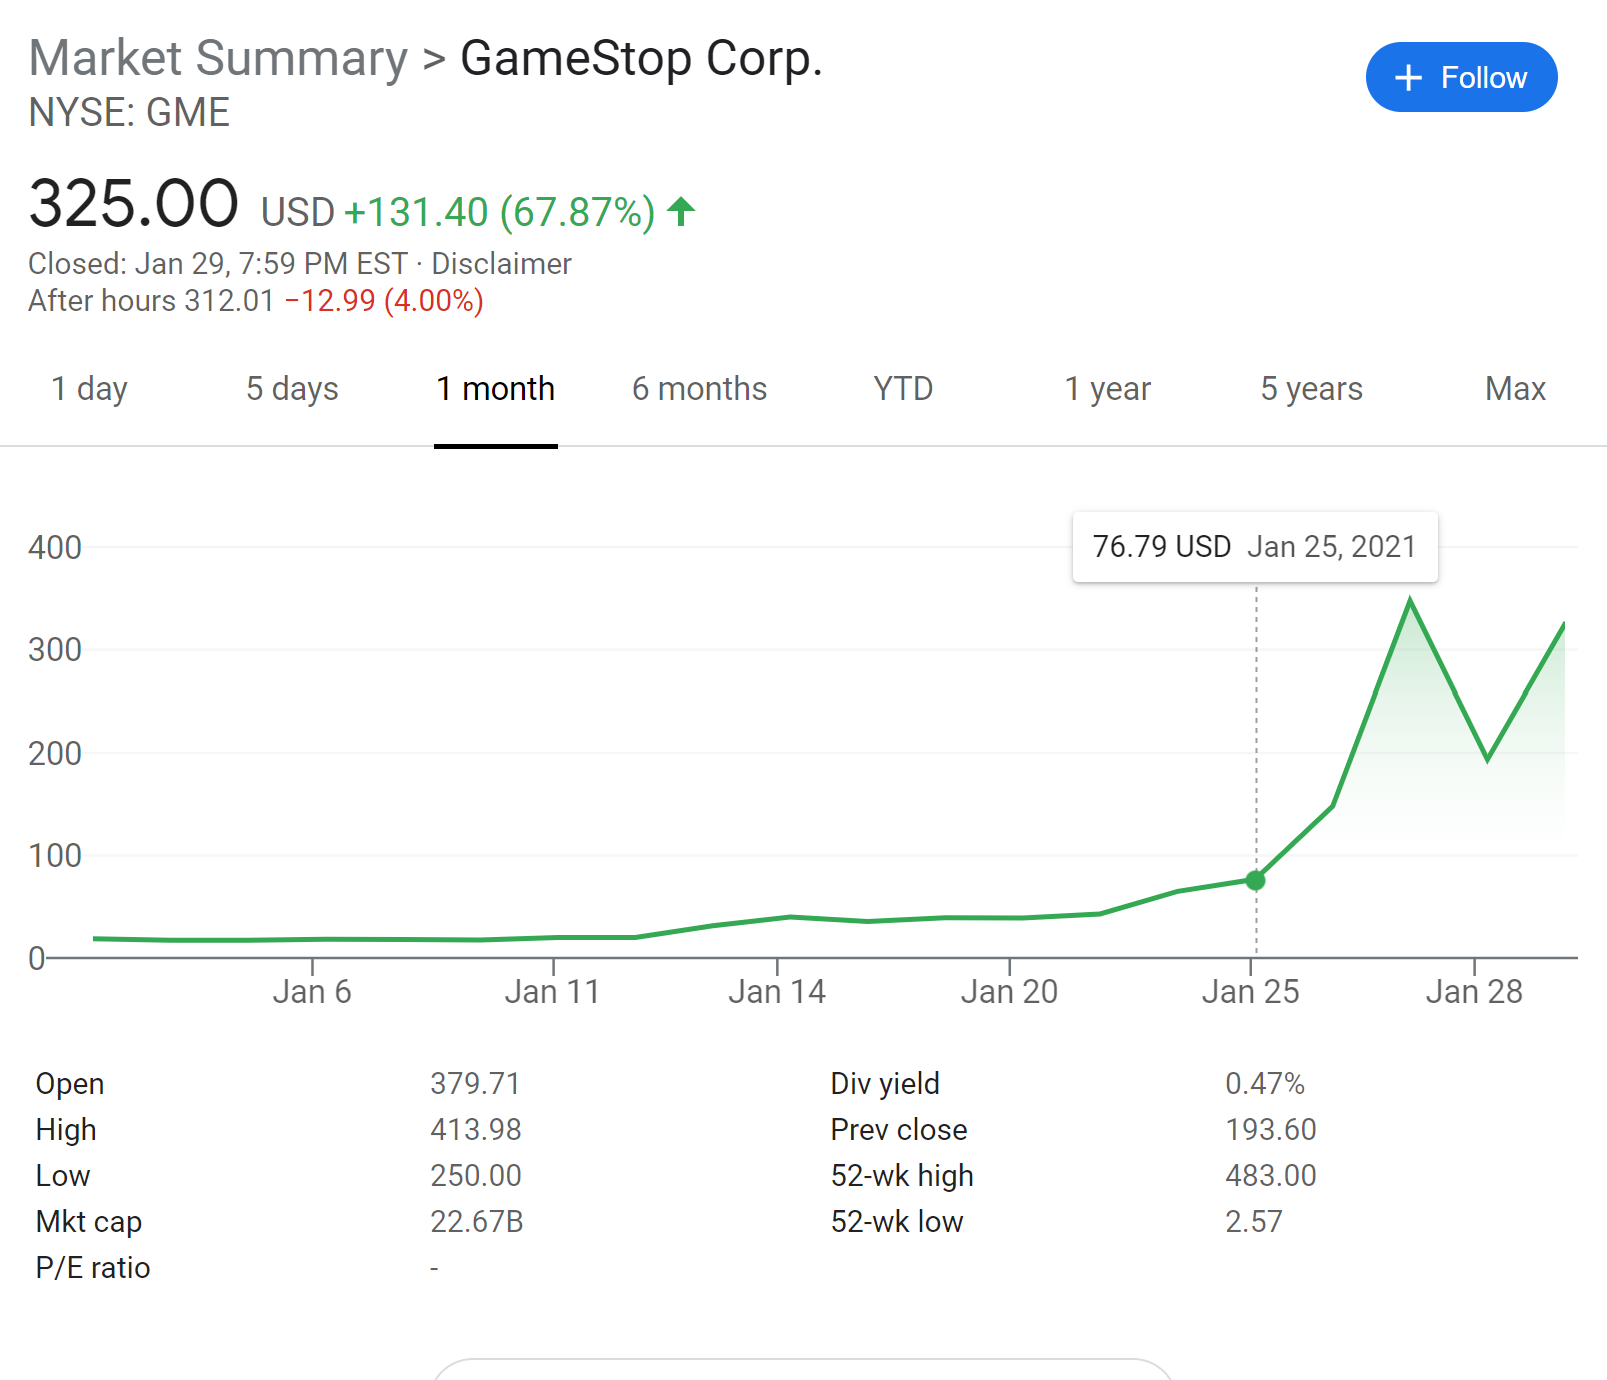 Market Summary > GameStop Corp.
NYSE: GME
+ Follow
325.00 USD +131.40 (67.87%)
Closed: Jan 29, 7:59 PM EST · Disclaimer
After hours 312.01 −12.99 (4.00%)
1 day 5 days 1 month 6 months YTD 1 year 5 years Max
76.79 USD Jan 25, 2021
400
300
200
100
0
Jan 6 Jan 11 Jan 14 Jan 20 Jan 25 Jan 28
Open 379.71 Div yield 0.47%
High 413.98 Prev close 193.60
Low 250.00 52-wk high 483.00
Mkt cap 22.67B 52-wk low 2.57
P/E ratio -